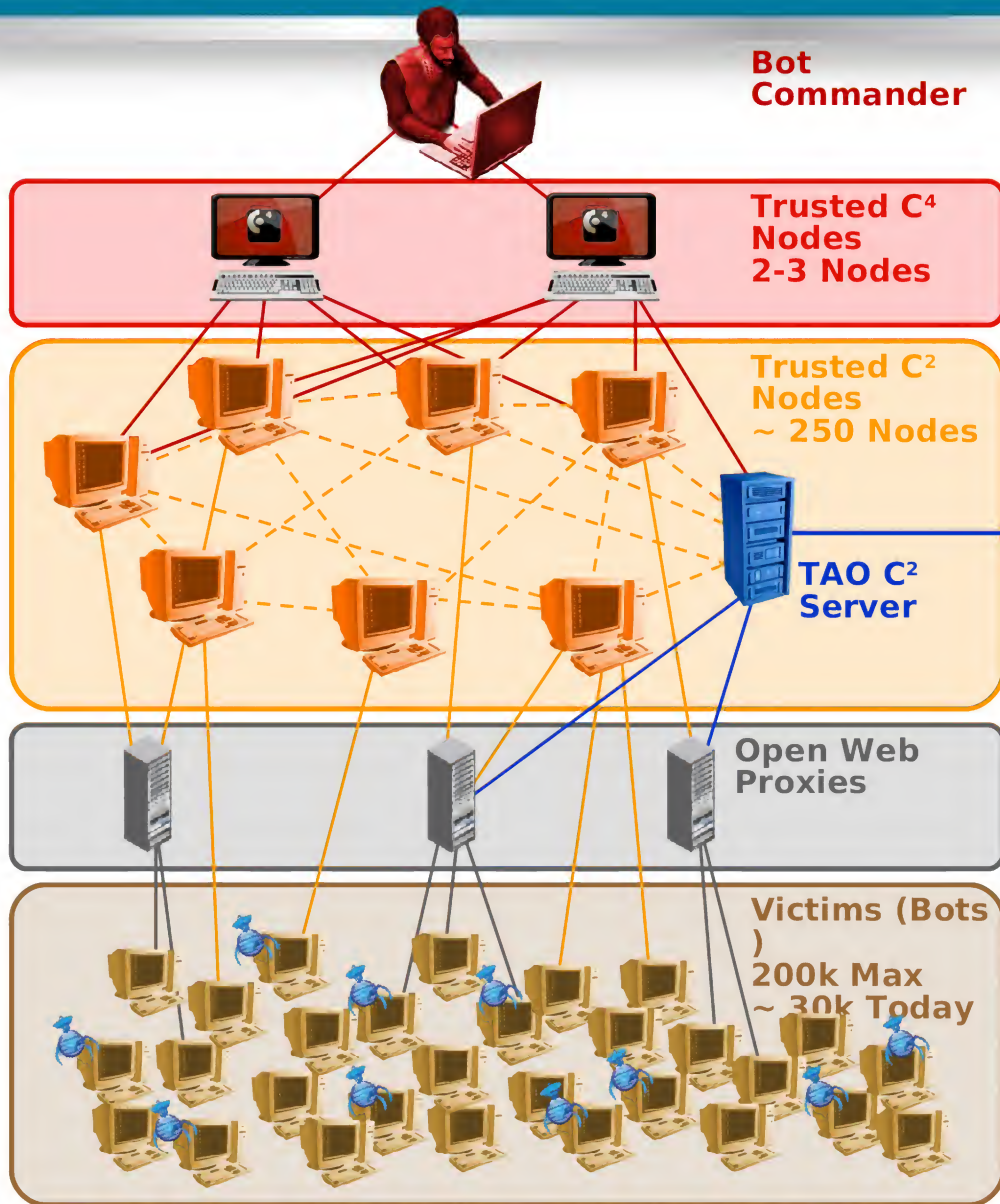 Bot
Commander
Trusted C⁴
Nodes
2-3 Nodes
Trusted C²
Nodes
~ 250 Nodes
TAO C²
Server
Open Web
Proxies
Victims (Bots
)
200k Max
~ 30k Today